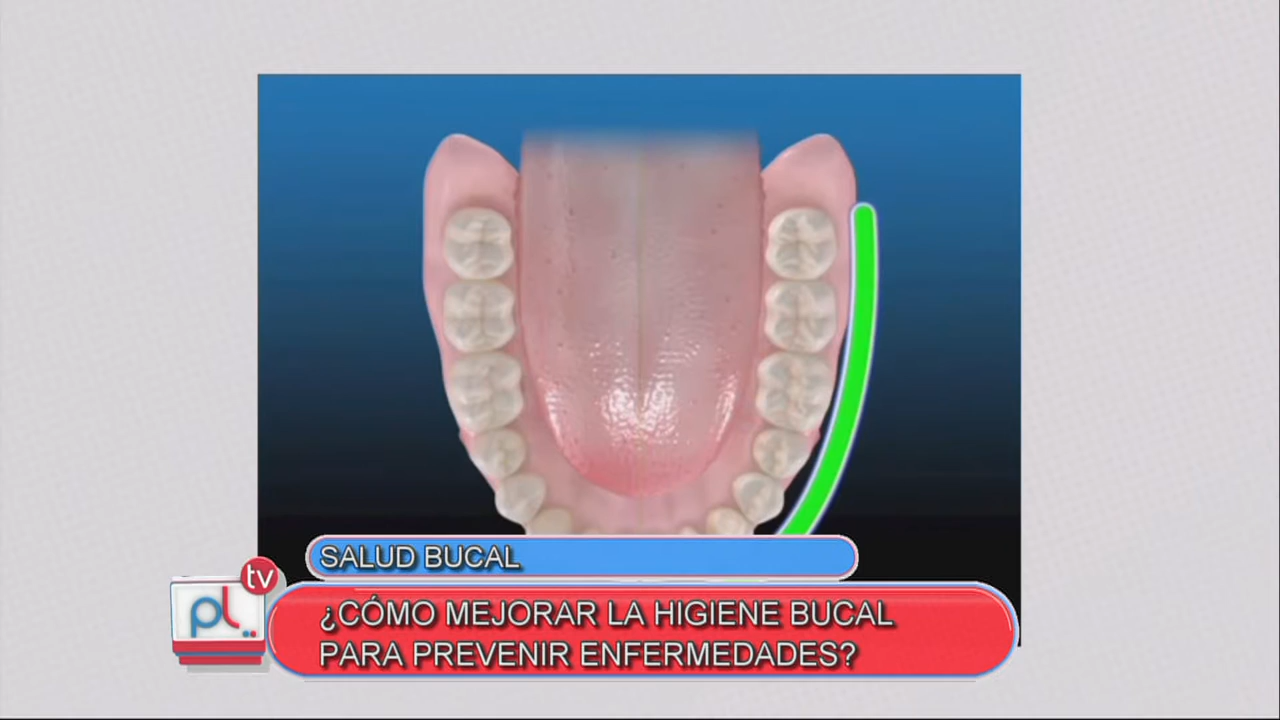 SALUD BUCAL
tv
pl
¿CÓMO MEJORAR LA HIGIENE BUCAL
PARA PREVENIR ENFERMEDADES?